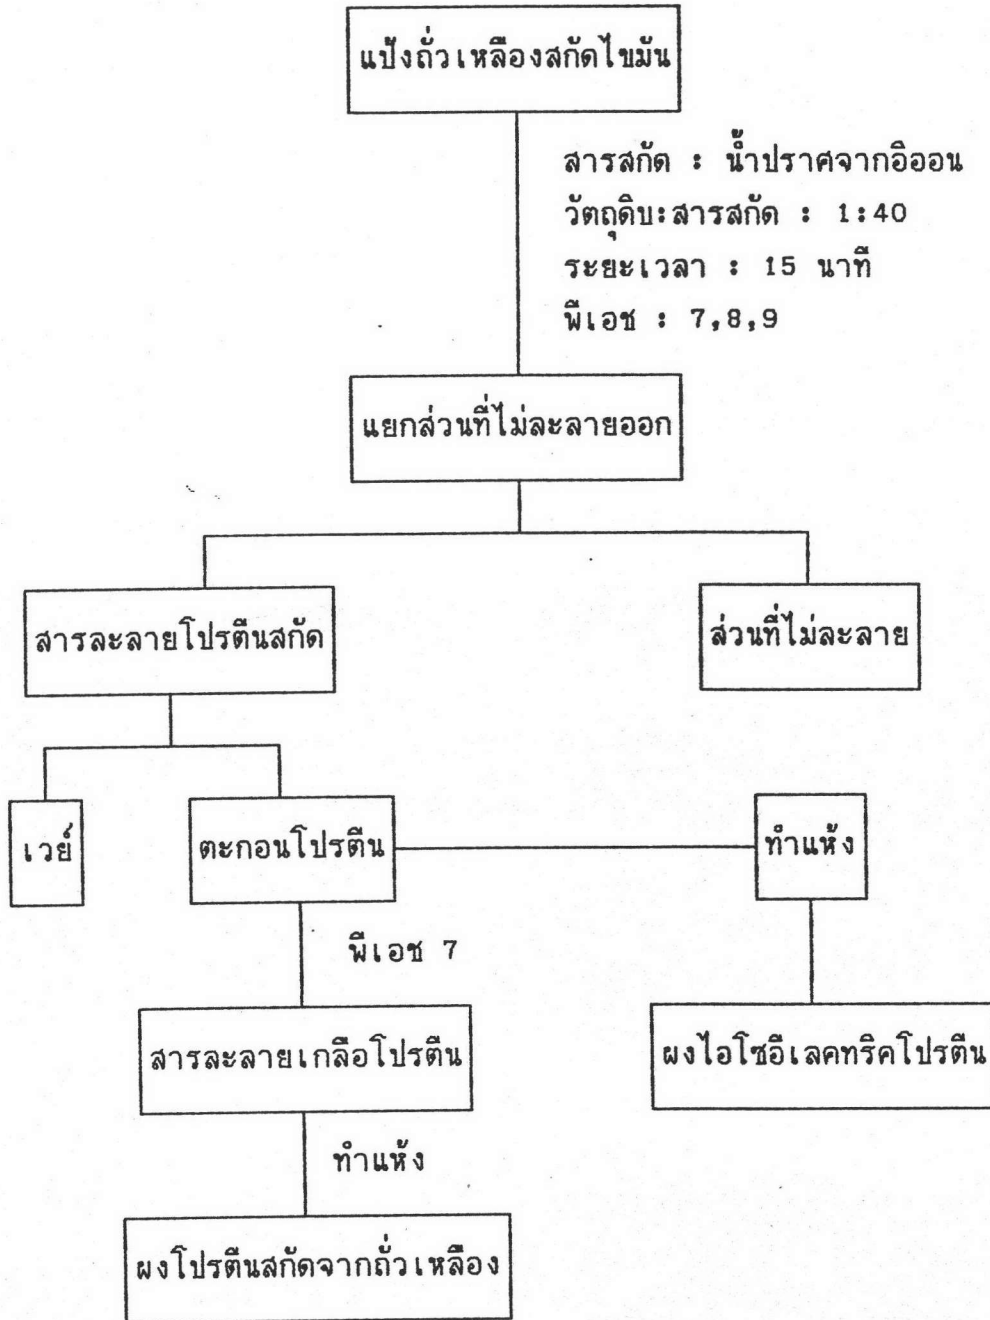 แป้งถั่วเหลืองสกัดไขมัน
สารสกัด : น้ำปราศจากอิออน
วัตถุดิบ:สารสกัด : 1:40
ระยะเวลา : 15 นาที
พีเอช : 7,8,9
แยกส่วนที่ไม่ละลายออก
สารละลายโปรตีนสกัด
ส่วนที่ไม่ละลาย
เวย์
ตะกอนโปรตีน
ทำแห้ง
พีเอช 7
สารละลายเกลือโปรตีน
ผงไอโซอีเลคทริคโปรตีน
ทำแห้ง
ผงโปรตีนสกัดจากถั่วเหลือง